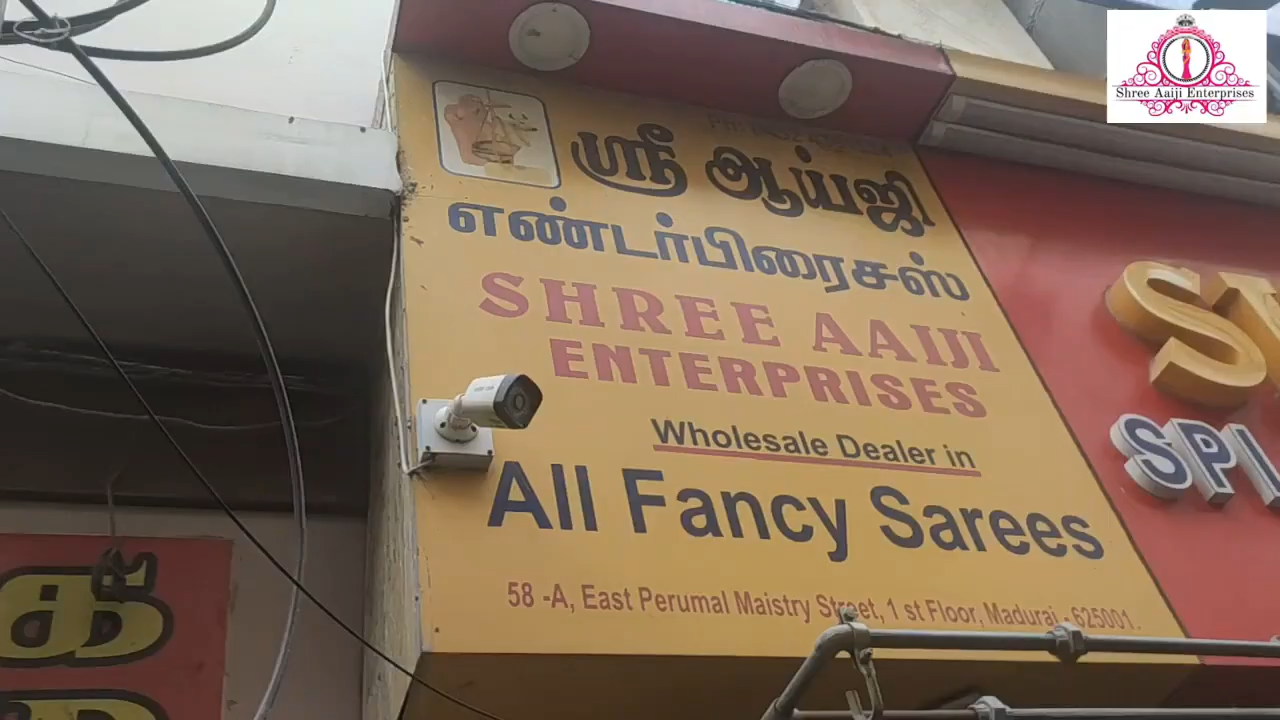 Shree Aaiji Enterprises
ஸ்ரீ ஆய்ஜி
எண்டர்பிரைசஸ்
SHREE AAIJI
ENTERPRISES
Wholesale Dealer in
All Fancy Sarees
58 -A, East Perumal Maistry Street, 1 st Floor, Madurai - 625001.
SPI